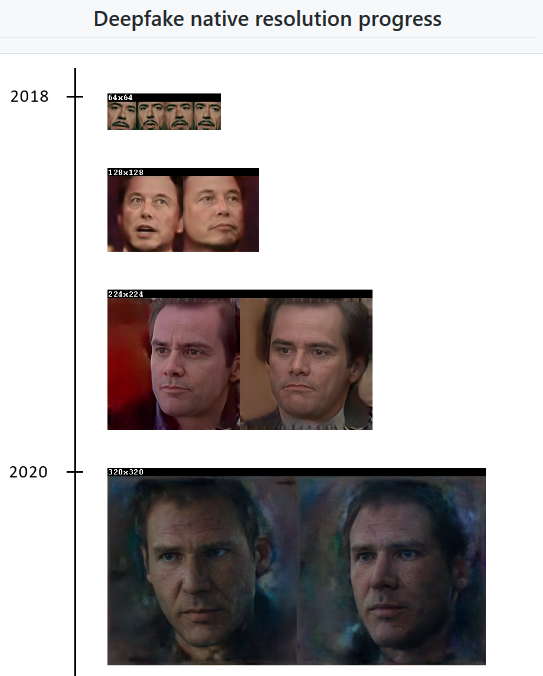 Deepfake native resolution progress
2018
64x64
128x128
224x224
2020
320x320